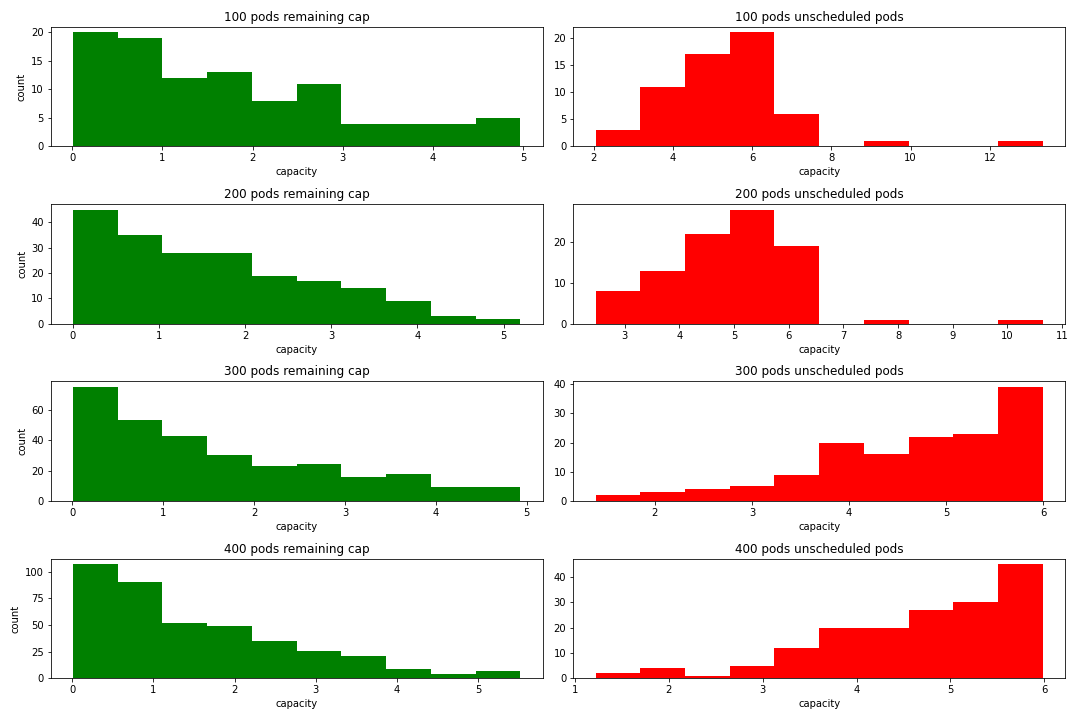 100 pods remaining cap
100 pods unscheduled pods
20
15
10
5
0
count
0 1 2 3 4 5
capacity
20
15
10
5
0
2 4 6 8 10 12
capacity
200 pods remaining cap
200 pods unscheduled pods
40
30
20
10
0
count
0 1 2 3 4 5
capacity
20
10
0
3 4 5 6 7 8 9 10 11
capacity
300 pods remaining cap
300 pods unscheduled pods
60
40
20
0
count
0 1 2 3 4 5
capacity
40
30
20
10
0
2 3 4 5 6
capacity
400 pods remaining cap
400 pods unscheduled pods
100
75
50
25
0
count
0 1 2 3 4 5
capacity
40
30
20
10
0
1 2 3 4 5 6
capacity